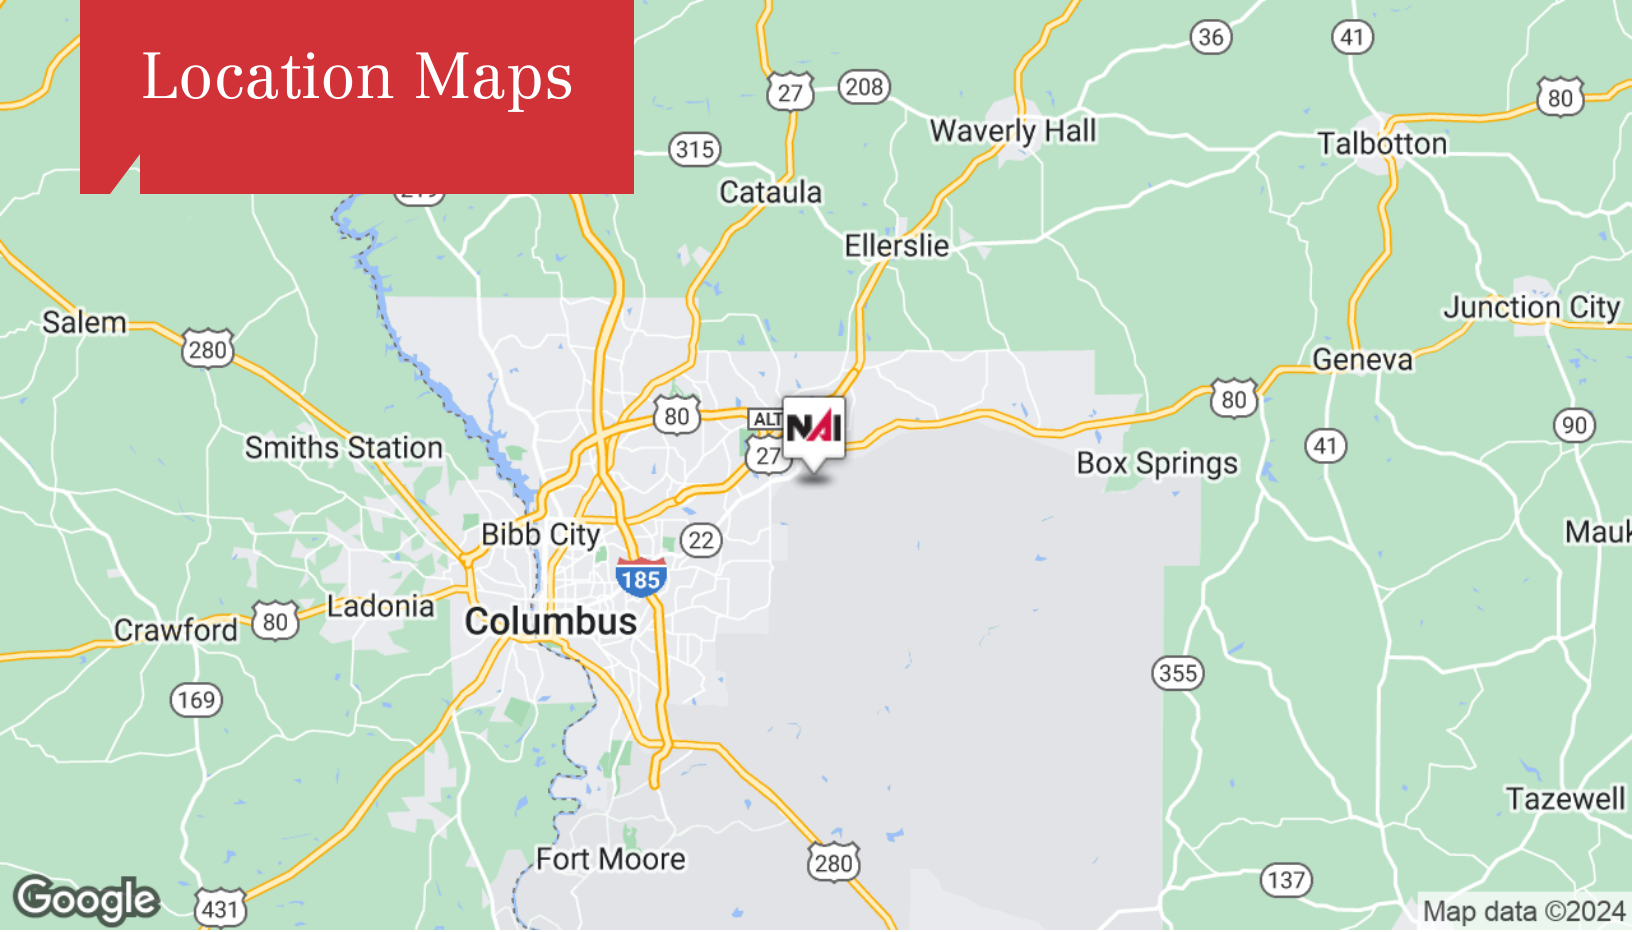 Location Maps
36
41
27
208
80
Waverly Hall
Talbotton
315
Cataula
Ellerslie
Junction City
Salem
280
Geneva
80
80
ALT
NAI
27
90
41
Smiths Station
Box Springs
Bibb City
22
Mauk
185
Ladonia
80
Columbus
Crawford
355
169
Tazewell
Fort Moore
280
137
Google
431
Map data ©2024